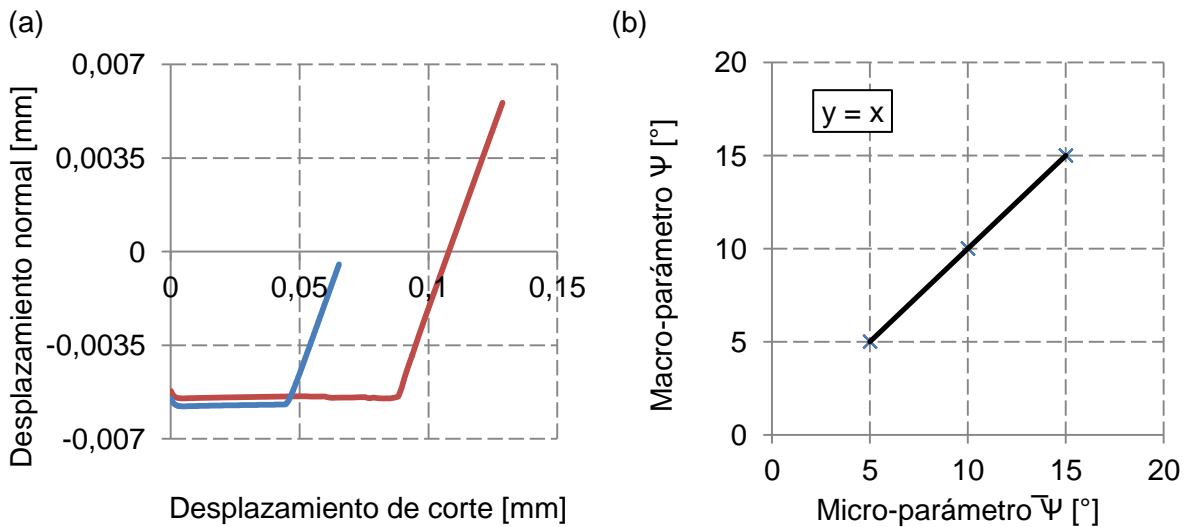 (a)
Desplazamiento normal [mm]
0,007
0,0035
0
-0,0035
-0,007
0 0,05 0,1 0,15
Desplazamiento de corte [mm]
(b)
Macro-parámetro Ψ [°]
20
15
10
5
0
y = x
0 5 10 15 20
Micro-parámetro Ψ̅ [°]